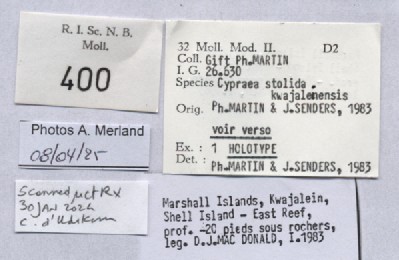 R. I. Sc. N. B.
Moll.
400
32 Moll. Mod. II. D2
Coll. Gift Ph.MARTIN
I. G. 26.630
Species Cypraea stolida
kwajalenensis
Orig. Ph.MARTIN & J.SENDERS, 1983
voir verso
Ex. : 1 HOLOTYPE
Det. : Ph.MARTIN & J.SENDERS, 1983
Photos A. Merland
08/04/85
Scanned µct RX
30 Jan 2024
C. d'Udekem
Marshall Islands, Kwajalein,
Shell Island - East Reef,
prof. -20 pieds sous rochers,
leg. D.J.MAC DONALD, I.1983